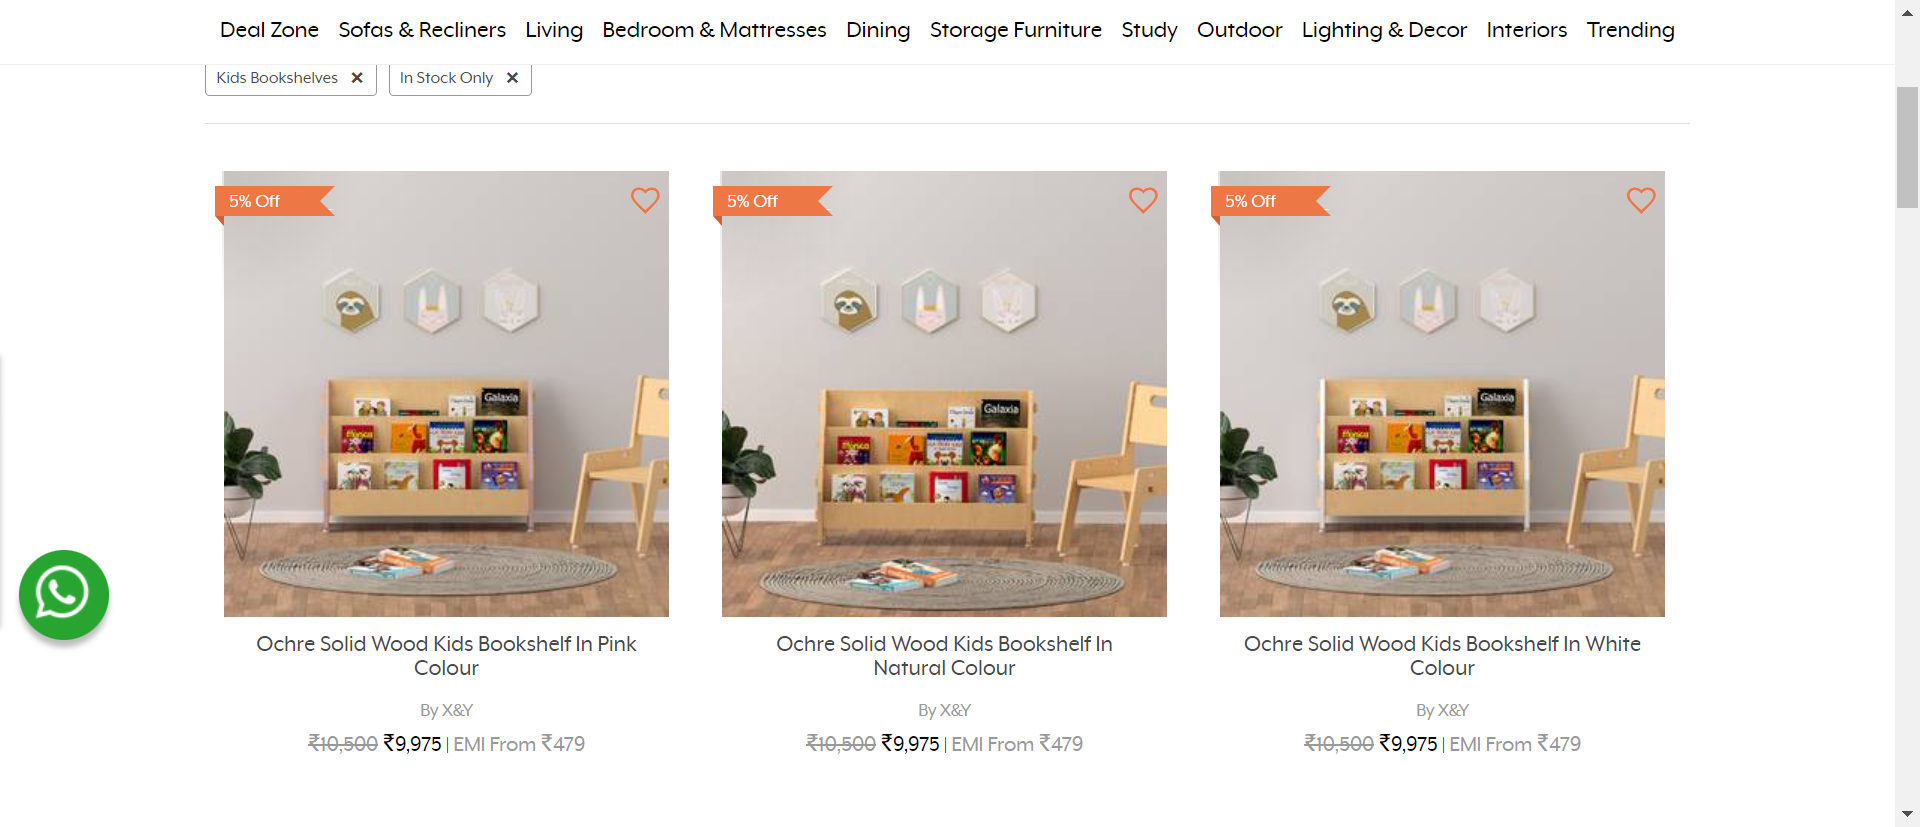 Deal Zone Sofas & Recliners Living Bedroom & Mattresses Dining Storage Furniture Study Outdoor Lighting & Decor Interiors Trending
Kids Bookshelves ✕ In Stock Only ✕
5% Off
5% Off
5% Off
Galaxia
Mônica
Galaxia
Mônica
Galaxia
Ochre Solid Wood Kids Bookshelf In Pink
Colour
By X&Y
₹10,500 ₹9,975 | EMI From ₹479
Ochre Solid Wood Kids Bookshelf In
Natural Colour
By X&Y
₹10,500 ₹9,975 | EMI From ₹479
Ochre Solid Wood Kids Bookshelf In White
Colour
By X&Y
₹10,500 ₹9,975 | EMI From ₹479